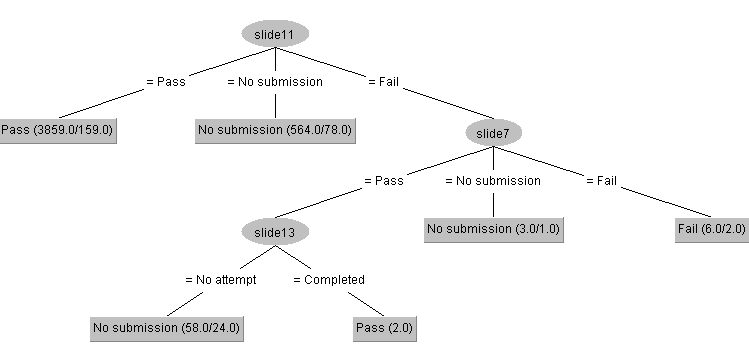 slide11
= Pass
= No submission
= Fail
Pass (3859.0/159.0)
No submission (564.0/78.0)
slide7
= Pass
= No submission
= Fail
slide13
No submission (3.0/1.0)
Fail (6.0/2.0)
= No attempt
= Completed
No submission (58.0/24.0)
Pass (2.0)